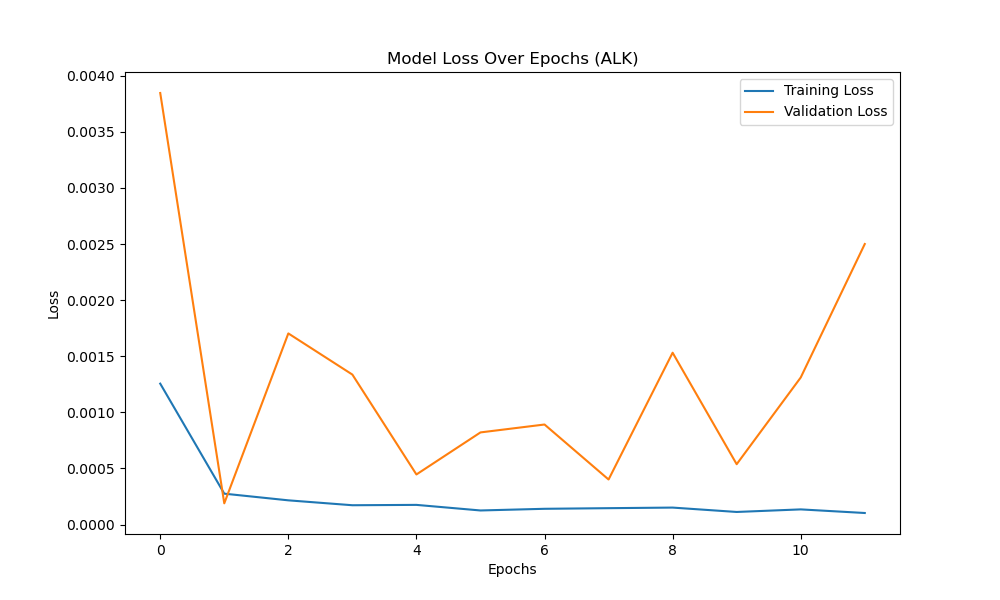 Model Loss Over Epochs (ALK)
Training Loss
Validation Loss
0.0040
0.0035
0.0030
0.0025
0.0020
0.0015
0.0010
0.0005
0.0000
Loss
0 2 4 6 8 10
Epochs